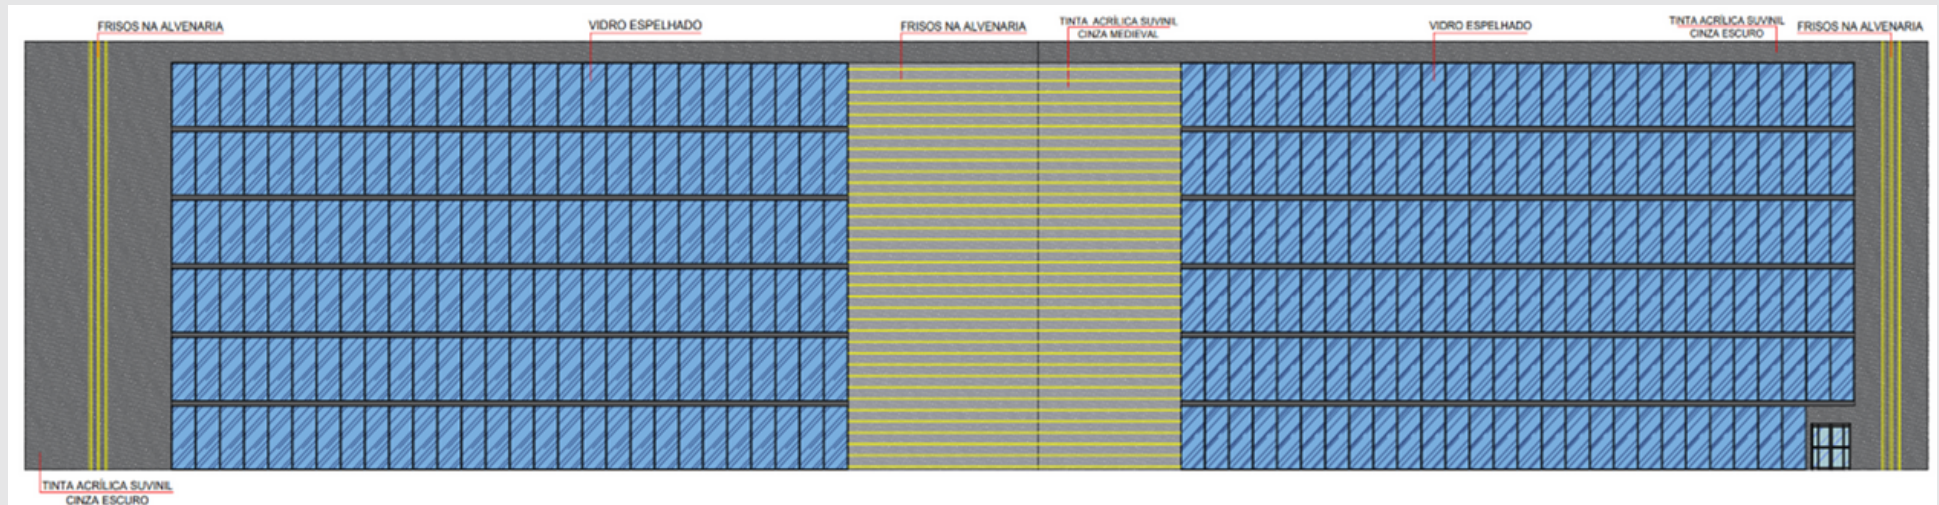 FRISOS NA ALVENARIA
VIDRO ESPELHADO
FRISOS NA ALVENARIA
TINTA ACRÍLICA SUVINIL
CINZA MEDIEVAL
VIDRO ESPELHADO
TINTA ACRÍLICA SUVINIL
CINZA ESCURO
FRISOS NA ALVENARIA
TINTA ACRÍLICA SUVINIL
CINZA ESCURO